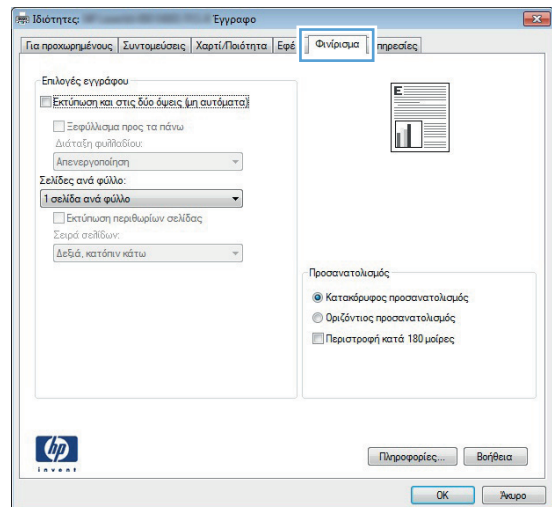 Ιδιότητες: Έγγραφο
Για προχωρημένους Συντομεύσεις Χαρτί/Ποιότητα Εφέ Φινίρισμα πηρεσίες
Επιλογές εγγράφου
Εκτύπωση και στις δύο όψεις (μη αυτόματα)
Ξεφύλλισμα προς τα πάνω
Διάταξη φυλλαδίου:
Απενεργοποίηση
Σελίδες ανά φύλλο:
1 σελίδα ανά φύλλο
Εκτύπωση περιθωρίων σελίδας
Σειρά σελίδων:
Δεξιά, κατόπιν κάτω
E
Προσανατολισμός
Κατακόρυφος προσανατολισμός
Οριζόντιος προσανατολισμός
Περιστροφή κατά 180 μοίρες
hp
invent
Πληροφορίες... Βοήθεια
OK Άκυρο